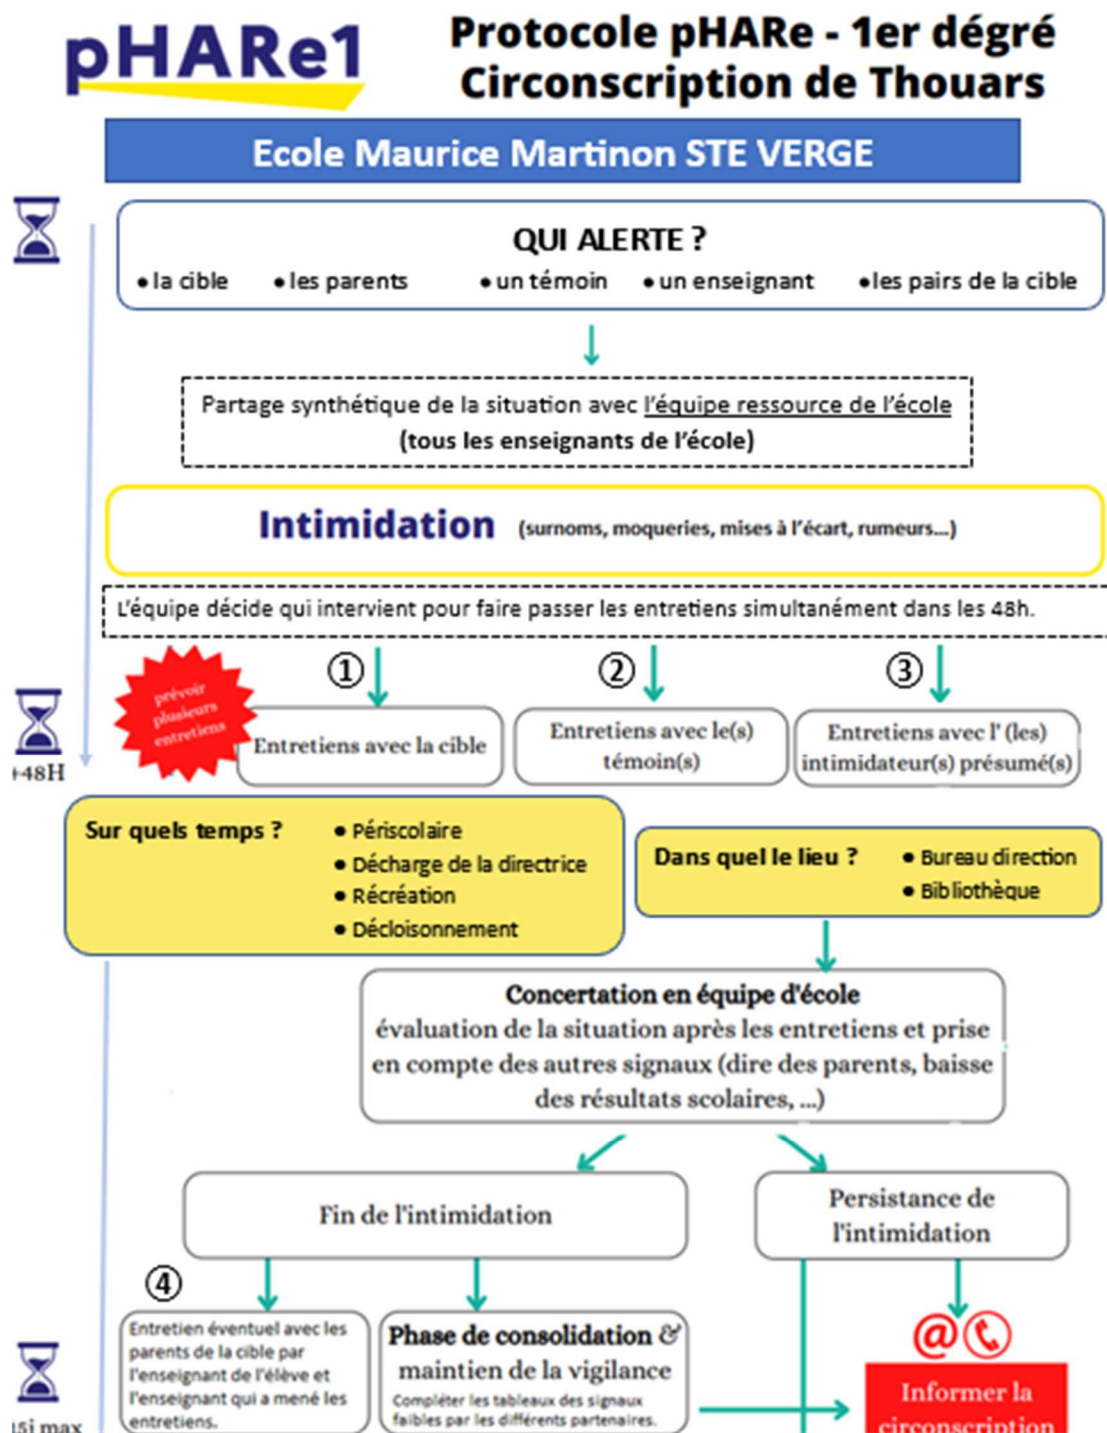 pHARe1
Protocole pHARe - 1er dégré
Circonscription de Thouars
Ecole Maurice Martinon STE VERGE
QUI ALERTE ?
• la cible
• les parents
• un témoin
• un enseignant
•les pairs de la cible
Partage synthétique de la situation avec l'équipe ressource de l'école
(tous les enseignants de l'école)
Intimidation (surnoms, moqueries, mises à l'écart, rumeurs...)
L'équipe décide qui intervient pour faire passer les entretiens simultanément dans les 48h.
prévoir
plusieurs
entretiens
①
②
③
+48H
Entretiens avec la cible
Entretiens avec le(s)
témoin(s)
Entretiens avec l' (les)
intimidateur(s) présumé(s)
Sur quels temps ?
• Périscolaire
• Décharge de la directrice
• Récréation
• Décloisonnement
Dans quel le lieu ?
• Bureau direction
• Bibliothèque
Concertation en équipe d'école
évaluation de la situation après les entretiens et prise
en compte des autres signaux (dire des parents, baisse
des résultats scolaires, ...)
Fin de l'intimidation
Persistance de
l'intimidation
④
Entretien éventuel avec les
parents de la cible par
l'enseignant de l'élève et
l'enseignant qui a mené les
entretiens.
Phase de consolidation &
maintien de la vigilance
Compléter les tableaux des signaux
faibles par les différents partenaires.
@
Informer la
circonscription
15j max